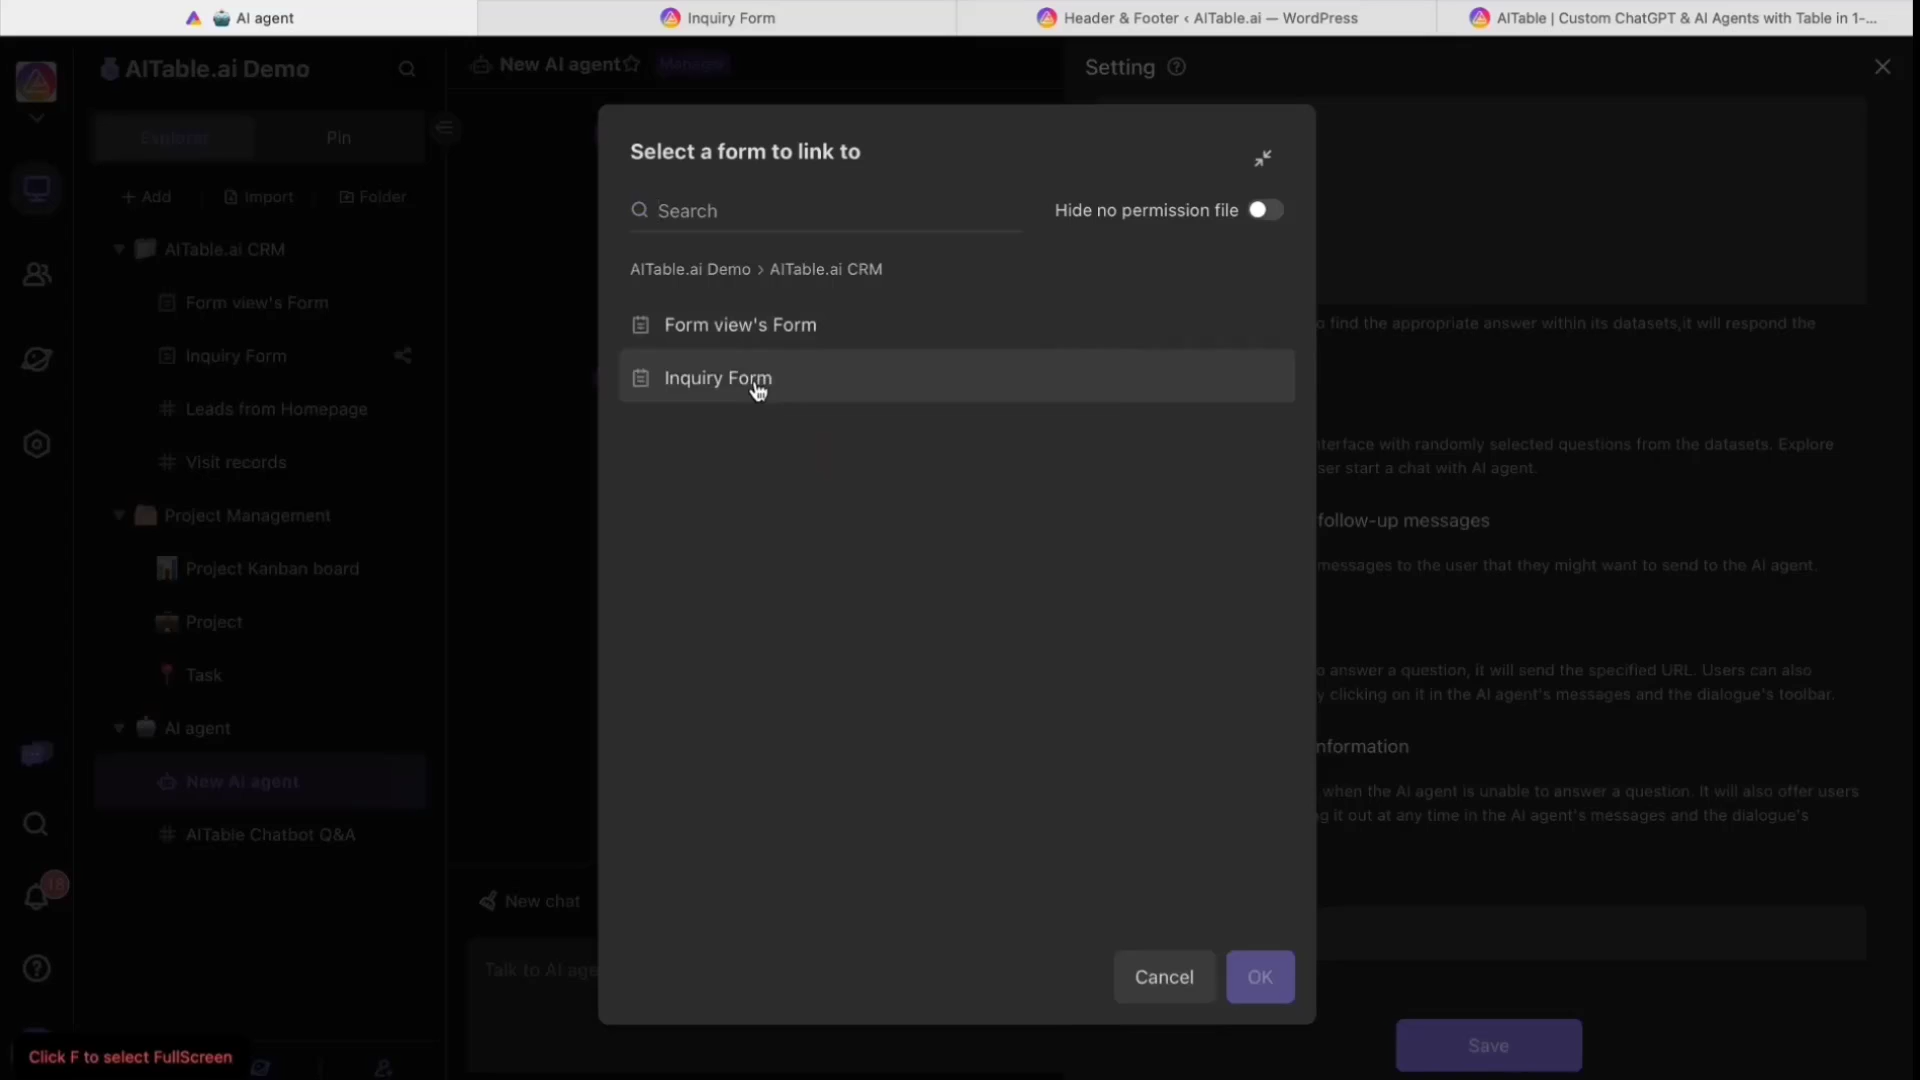 AI agent
Inquiry Form
Header & Footer ‹ AITable.ai — WordPress
AITable | Custom ChatGPT & AI Agents with Table in 1-...
AITable.ai Demo
Explorer
Pin
Add
Import
Folder
AITable.ai CRM
Form view's Form
Inquiry Form
Leads from Homepage
Visit records
Project Management
Project Kanban board
Project
Task
AI agent
New AI agent
AITable Chatbot Q&A
18
Click F to select FullScreen
New AI agent
Manager
New chat
Talk to AI age
Select a form to link to
Search
Hide no permission file
AITable.ai Demo › AITable.ai CRM
Form view's Form
Inquiry Form
Cancel
OK
Setting
o find the appropriate answer within its datasets,it will respond the
nterface with randomly selected questions from the datasets. Explore
ser start a chat with AI agent.
follow-up messages
messages to the user that they might want to send to the AI agent.
o answer a question, it will send the specified URL. Users can also
y clicking on it in the AI agent's messages and the dialogue's toolbar.
nformation
when the AI agent is unable to answer a question. It will also offer users
g it out at any time in the AI agent's messages and the dialogue's
Save